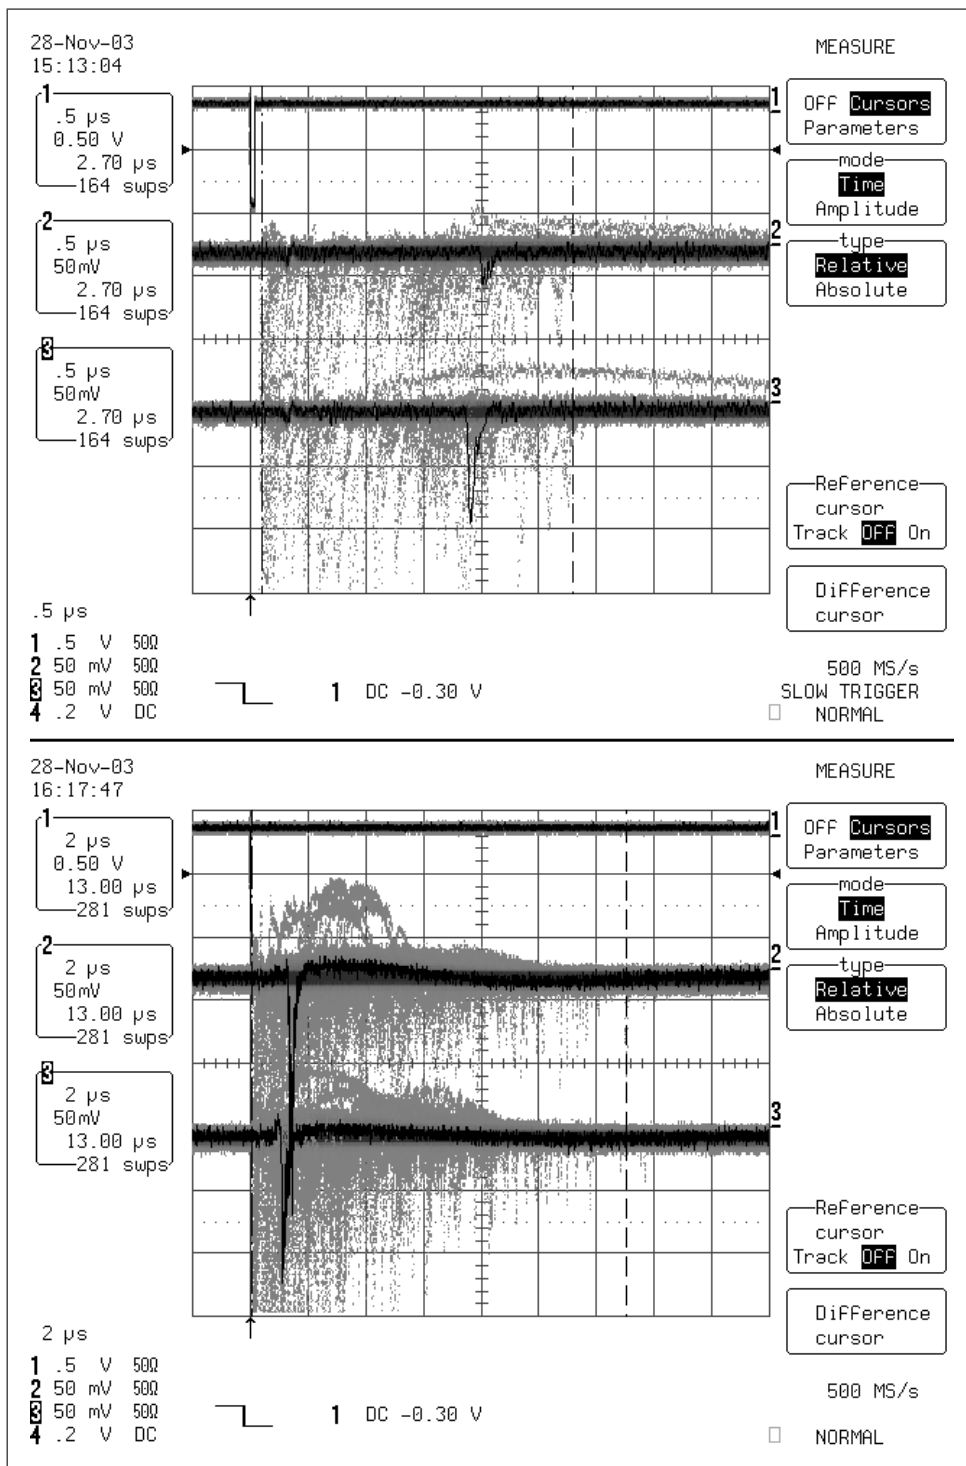 28-Nov-03
15:13:04
MEASURE
1
.5 µs
0.50 V
2.70 µs
164 swps
2
.5 µs
50mV
2.70 µs
164 swps
3
.5 µs
50mV
2.70 µs
164 swps
1
2
3
OFF Cursors
Parameters
mode
Time
Amplitude
type
Relative
Absolute
Reference
cursor
Track OFF On
Difference
cursor
.5 µs
1 .5 V 50Ω
2 50 mV 50Ω
3 50 mV 50Ω
4 .2 V DC
1 DC -0.30 V
500 MS/s
SLOW TRIGGER
NORMAL
28-Nov-03
16:17:47
MEASURE
1
2 µs
0.50 V
13.00 µs
281 swps
2
2 µs
50mV
13.00 µs
281 swps
3
2 µs
50mV
13.00 µs
281 swps
1
2
3
OFF Cursors
Parameters
mode
Time
Amplitude
type
Relative
Absolute
Reference
cursor
Track OFF On
Difference
cursor
2 µs
1 .5 V 50Ω
2 50 mV 50Ω
3 50 mV 50Ω
4 .2 V DC
1 DC -0.30 V
500 MS/s
NORMAL